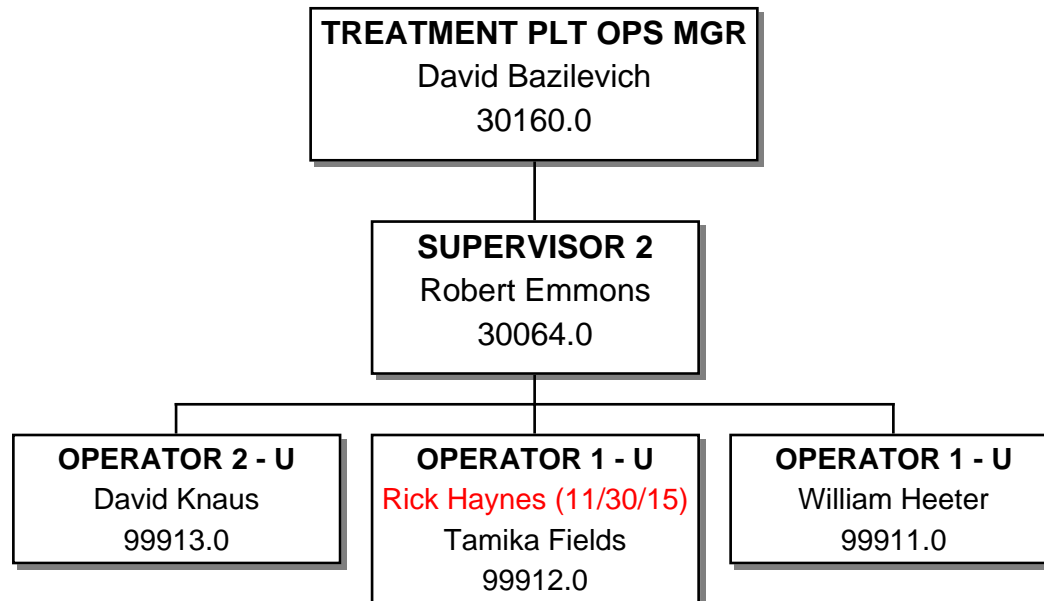 TREATMENT PLT OPS MGR
David Bazilevich
30160.0
SUPERVISOR 2
Robert Emmons
30064.0
OPERATOR 2 - U
David Knaus
99913.0
OPERATOR 1 - U
Rick Haynes (11/30/15)
Tamika Fields
99912.0
OPERATOR 1 - U
William Heeter
99911.0